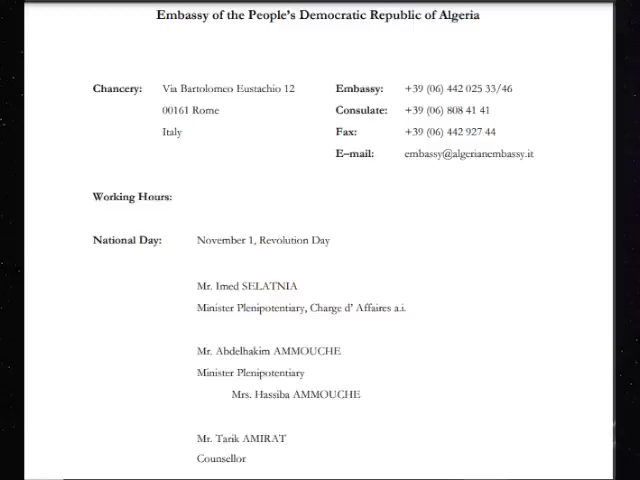 Embassy of the People's Democratic Republic of Algeria
Chancery: Via Bartolomeo Eustachio 12 Embassy: +39 (06) 442 025 33/46
00161 Rome Consulate: +39 (06) 808 41 41
Italy Fax: +39 (06) 442 927 44
E–mail: embassy@algerianembassy.it
Working Hours:
National Day: November 1, Revolution Day
Mr. Imed SELATNIA
Minister Plenipotentiary, Charge d' Affaires a.i.
Mr. Abdelhakim AMMOUCHE
Minister Plenipotentiary
Mrs. Hassiba AMMOUCHE
Mr. Tarik AMIRAT
Counsellor